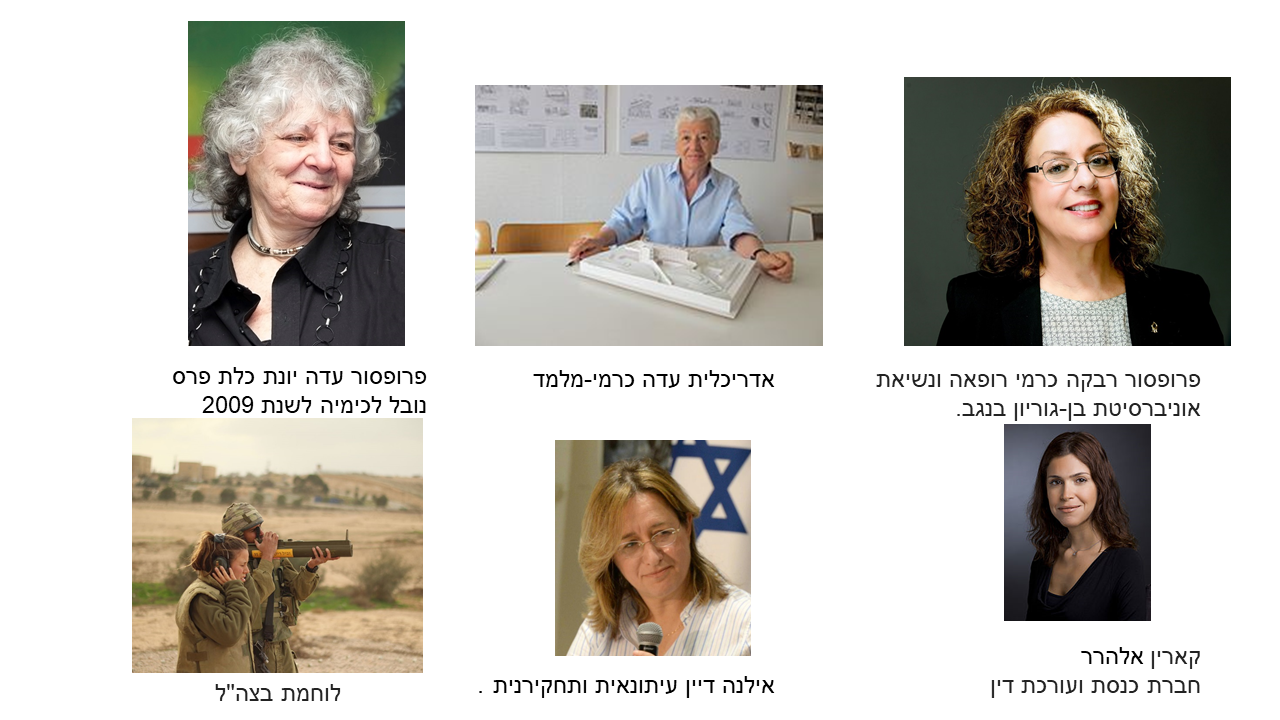 פרופסור רבקה כרמי רופאה ונשיאת
אוניברסיטת בן-גוריון בנגב.
אדריכלית עדה כרמי-מלמד
פרופסור עדה יונת כלת פרס
נובל לכימיה לשנת 2009
קארין אלהרר
חברת כנסת ועורכת דין
אילנה דיין עיתונאית ותחקירנית .
לוחמת בצה"ל